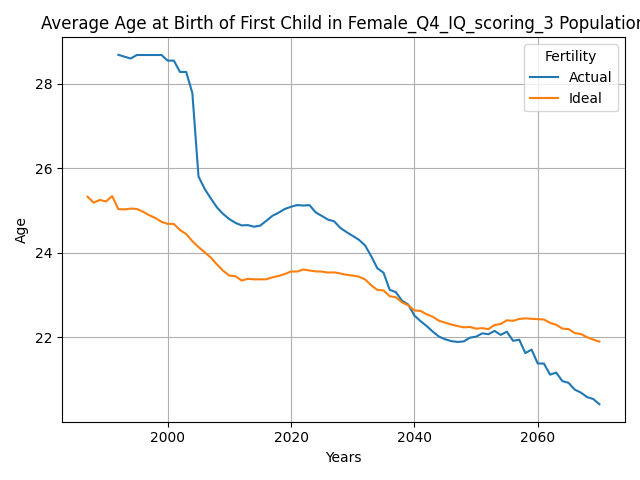 Average Age at Birth of First Child in Female_Q4_IQ_scoring_3 Population
Fertility
Actual
Ideal
28
26
24
22
Age
2000
2020
2040
2060
Years